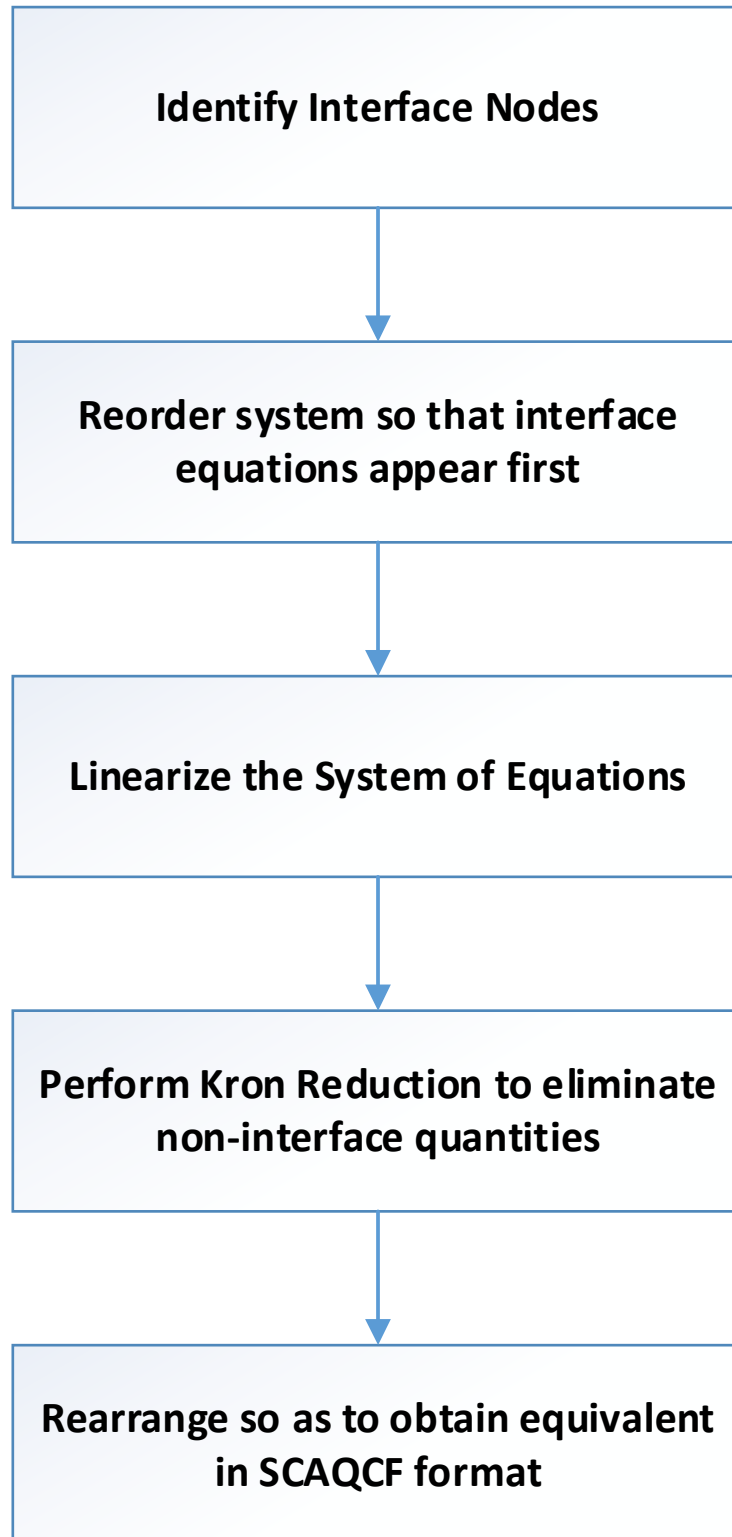 Identify Interface Nodes
Reorder system so that interface
equations appear first
Linearize the System of Equations
Perform Kron Reduction to eliminate
non-interface quantities
Rearrange so as to obtain equivalent
in SCAQCF format